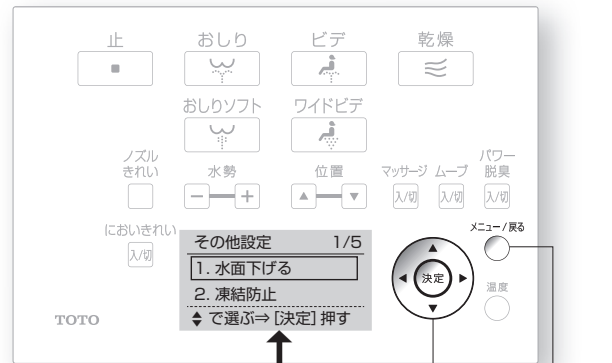 止 おしり ビデ 乾燥
おしりソフト ワイドビデ
ノズル
きれい
水勢 位置 マッサージ ムーブ パワー
脱臭
− + ▲ ▼ 入/切 入/切 入/切
においきれい
入/切
メニュー/戻る
その他設定 1/5
1. 水面下げる
2. 凍結防止
で選ぶ⇒[決定]押す
決定
温度
TOTO